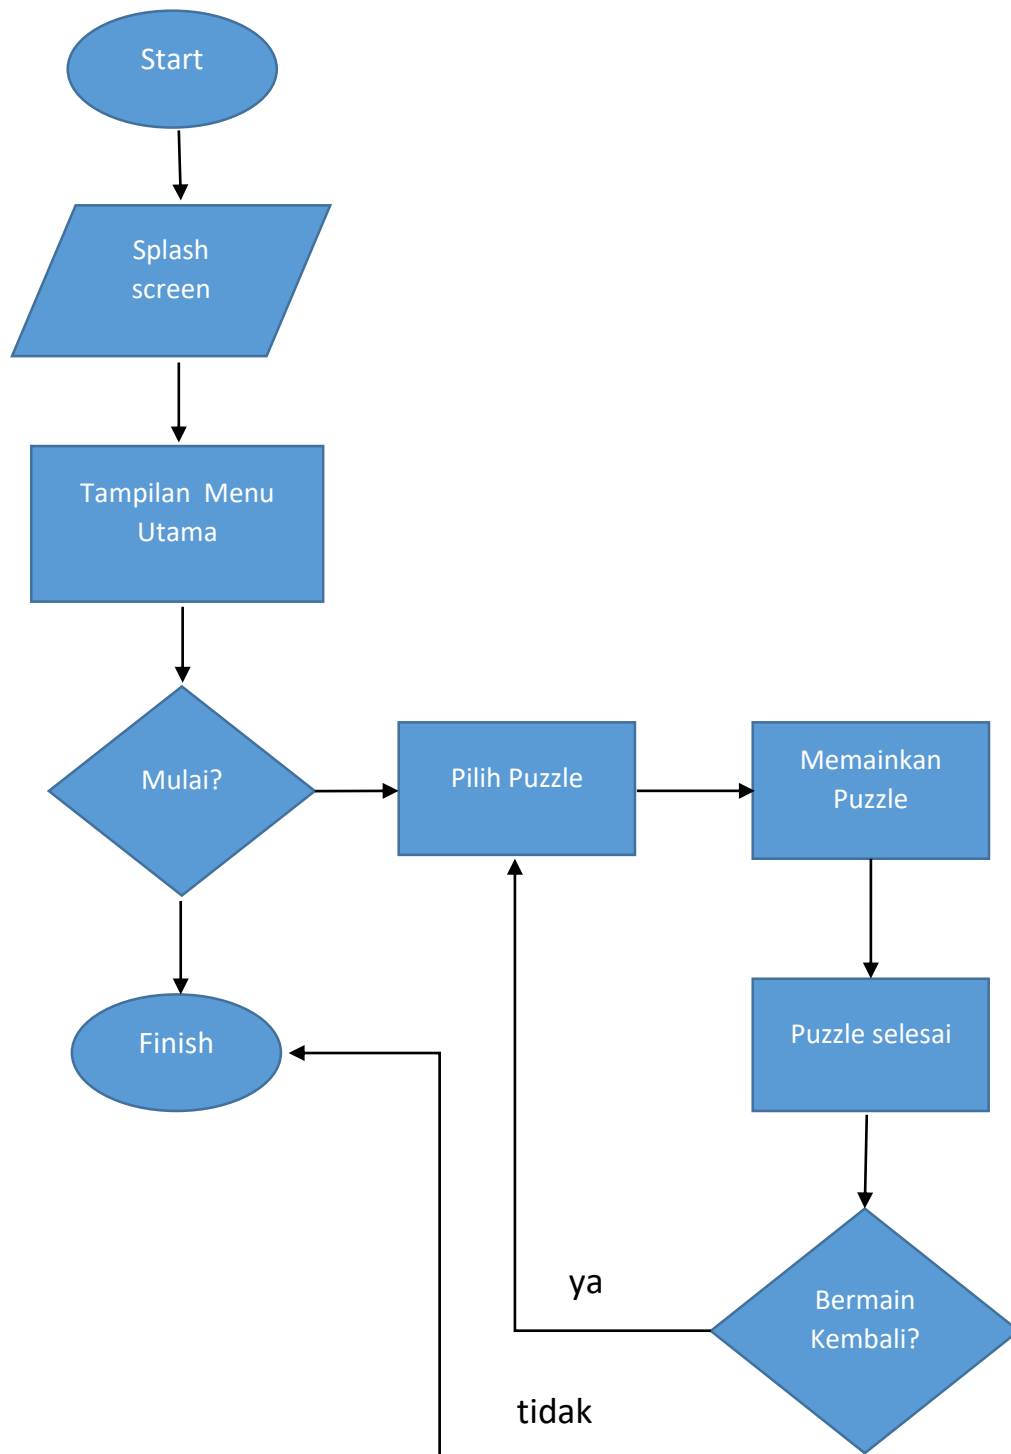 Start
Splash
screen
Tampilan  Menu
Utama
Mulai?
Pilih Puzzle
Memainkan
Puzzle
Finish
Puzzle selesai
ya
Bermain
Kembali?
tidak